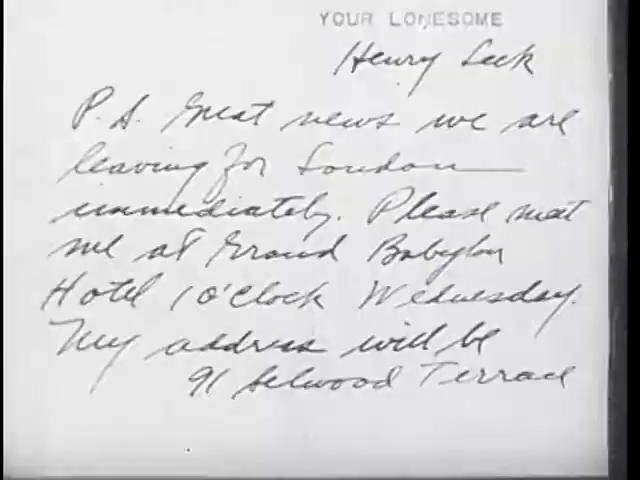 YOUR LONESOME
Henry Leek
P.S. Great news we are
leaving for London
immediately. Please meet
me at Grand Babylon
Hotel 1 O'Clock Wednesday.
My address will be
91 Selwood Terrace